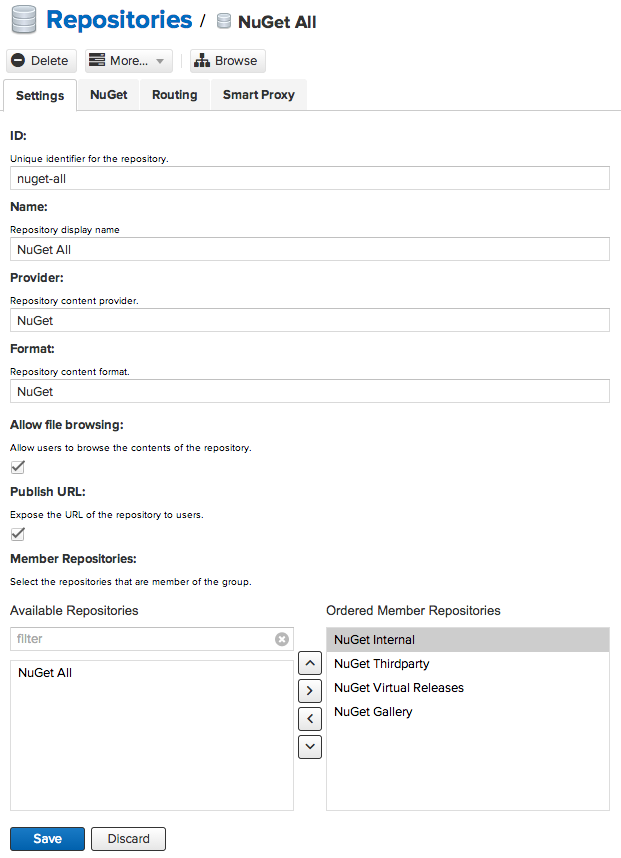 Repositories / NuGet All
Delete More... Browse
Settings NuGet Routing Smart Proxy
ID:
Unique identifier for the repository.
nuget-all
Name:
Repository display name
NuGet All
Provider:
Repository content provider.
NuGet
Format:
Repository content format.
NuGet
Allow file browsing:
Allow users to browse the contents of the repository.
Publish URL:
Expose the URL of the repository to users.
Member Repositories:
Select the repositories that are member of the group.
Available Repositories
filter
NuGet All
Ordered Member Repositories
NuGet Internal
NuGet Thirdparty
NuGet Virtual Releases
NuGet Gallery
Save Discard